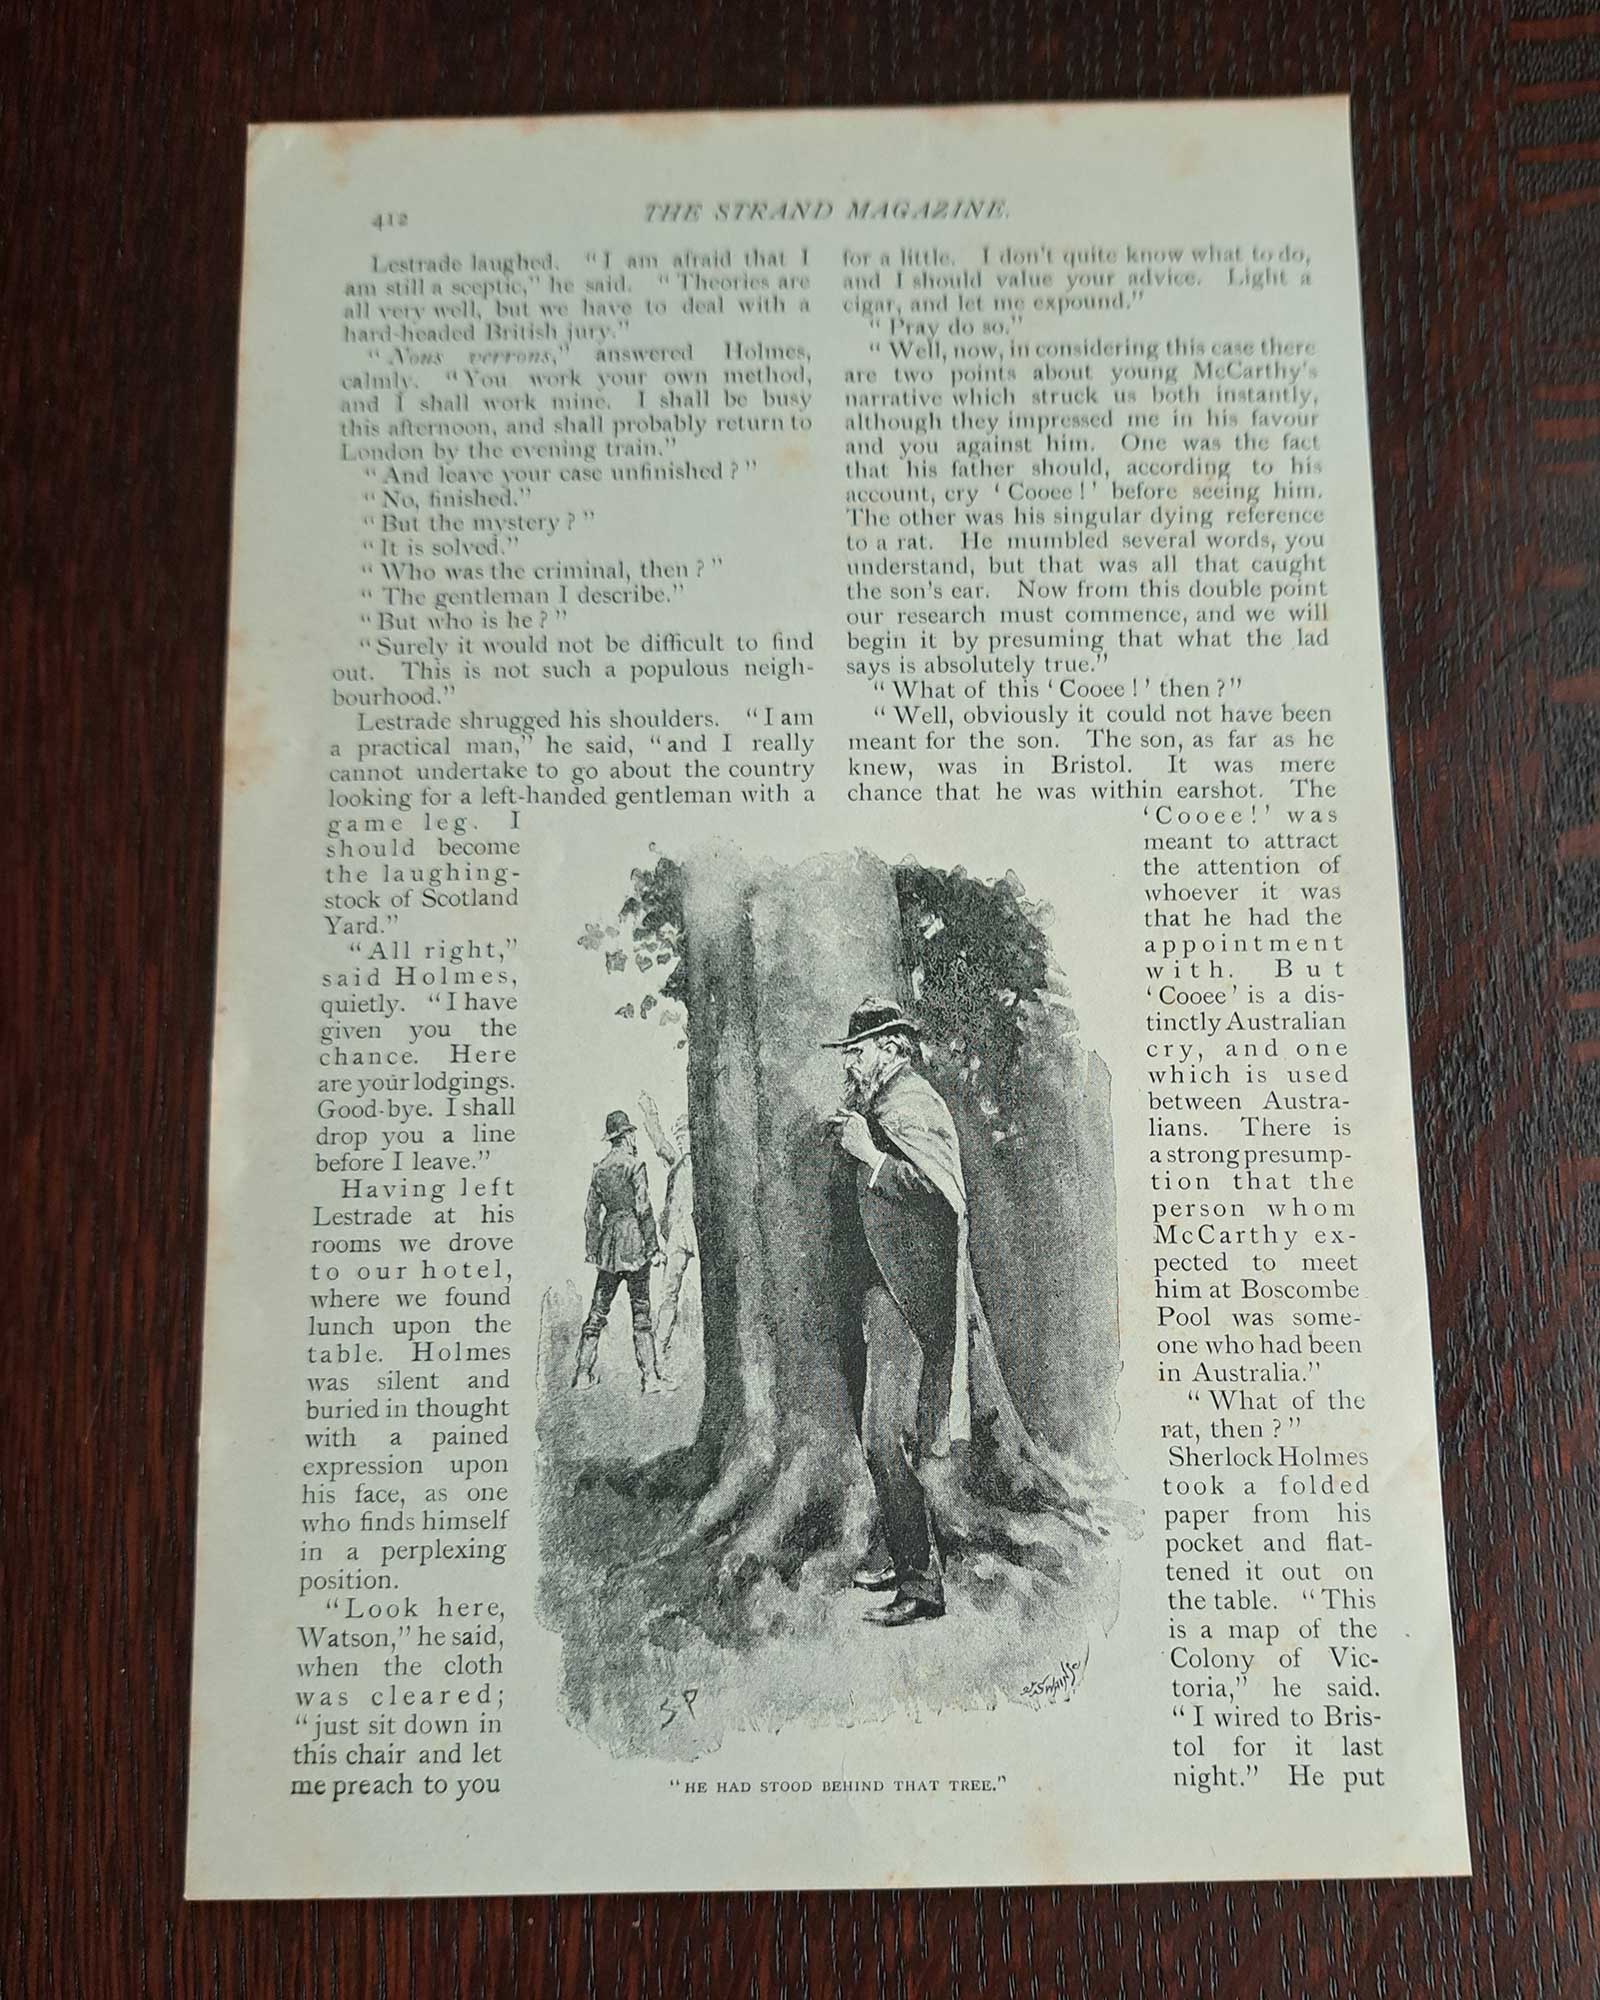 412
THE STRAND MAGAZINE.
Lestrade laughed. "I am afraid that I
am still a sceptic," he said. "Theories are
all very well, but we have to deal with a
hard-headed British jury."
"Nous verrons," answered Holmes,
calmly. "You work your own method,
and I shall work mine. I shall be busy
this afternoon, and shall probably return to
London by the evening train."
"And leave your case unfinished?"
"No, finished."
"But the mystery?"
"It is solved."
"Who was the criminal, then?"
"The gentleman I describe."
"But who is he?"
"Surely it would not be difficult to find
out. This is not such a populous neigh-
bourhood."
Lestrade shrugged his shoulders. "I am
a practical man," he said, "and I really
cannot undertake to go about the country
looking for a left-handed gentleman with a
game leg. I
should become
the laughing-
stock of Scotland
Yard."
"All right,"
said Holmes,
quietly. "I have
given you the
chance. Here
are your lodgings.
Good-bye. I shall
drop you a line
before I leave."
Having left
Lestrade at his
rooms we drove
to our hotel,
where we found
lunch upon the
table. Holmes
was silent and
buried in thought
with a pained
expression upon
his face, as one
who finds himself
in a perplexing
position.
"Look here,
Watson," he said,
when the cloth
was cleared;
"just sit down in
this chair and let
me preach to you
for a little. I don't quite know what to do,
and I should value your advice. Light a
cigar, and let me expound."
"Pray do so."
"Well, now, in considering this case there
are two points about young McCarthy's
narrative which struck us both instantly,
although they impressed me in his favour
and you against him. One was the fact
that his father should, according to his
account, cry 'Cooee!' before seeing him.
The other was his singular dying reference
to a rat. He mumbled several words, you
understand, but that was all that caught
the son's ear. Now from this double point
our research must commence, and we will
begin it by presuming that what the lad
says is absolutely true."
"What of this 'Cooee!' then?"
"Well, obviously it could not have been
meant for the son. The son, as far as he
knew, was in Bristol. It was mere
chance that he was within earshot. The
'Cooee!' was
meant to attract
the attention of
whoever it was
that he had the
appointment
with. But
'Cooee' is a dis-
tinctly Australian
cry, and one
which is used
between Austra-
lians. There is
a strong presump-
tion that the
person whom
McCarthy ex-
pected to meet
him at Boscombe
Pool was some-
one who had been
in Australia."
"What of the
rat, then?"
Sherlock Holmes
took a folded
paper from his
pocket and flat-
tened it out on
the table. "This
is a map of the
Colony of Vic-
toria," he said.
"I wired to Bris-
tol for it last
night." He put
SP
"HE HAD STOOD BEHIND THAT TREE."